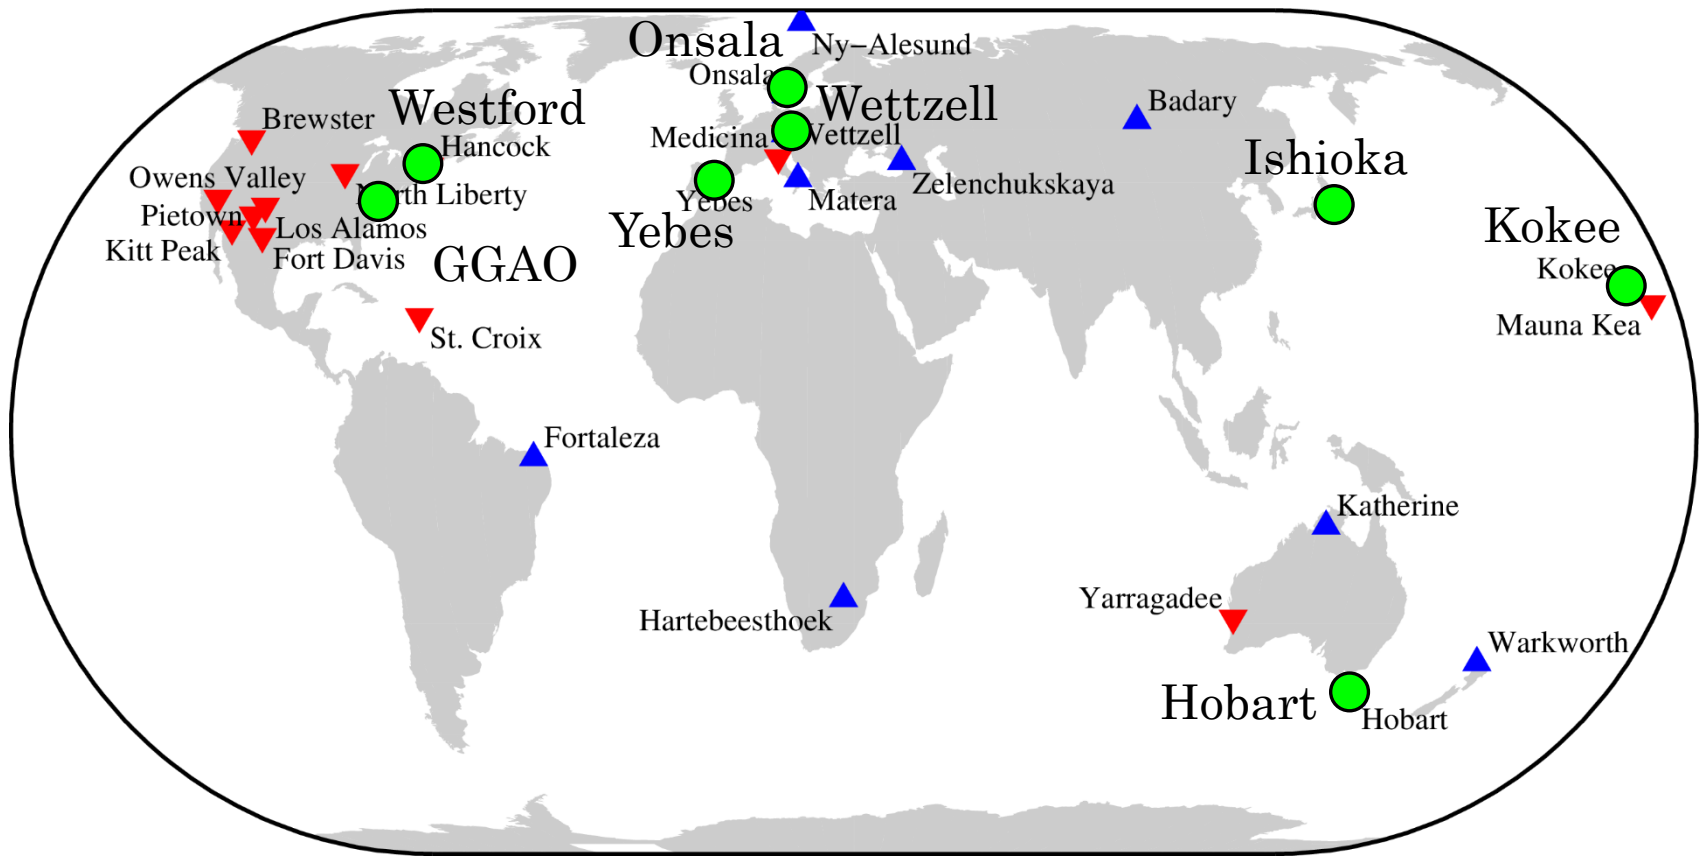 Onsala
Ny−Alesund
Onsala
Westford
Wettzell
Badary
Brewster
Hancock
Medicina
Wettzell
Ishioka
Owens Valley
North Liberty
Zelenchukskaya
Yebes
Matera
Pietown
Los Alamos
Yebes
Kokee
Kitt Peak
Fort Davis
GGAO
Kokee
St. Croix
Mauna Kea
Fortaleza
Katherine
Yarragadee
Hartebeesthoek
Warkworth
Hobart
Hobart